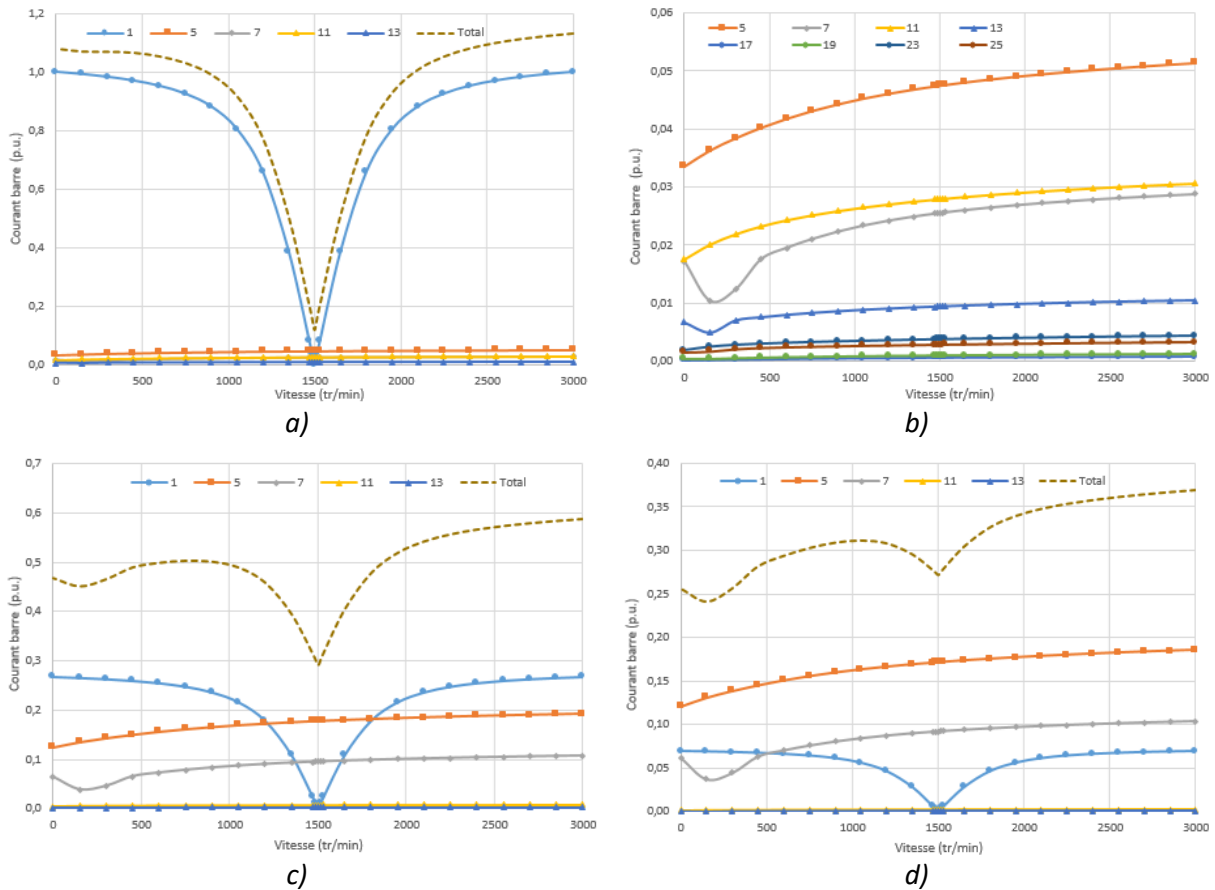 1 5 7 11 13 Total
1,2
1,0
0,8
0,6
0,4
0,2
0,0
Courant barre (p.u.)
0 500 1000 1500 2000 2500 3000
Vitesse (tr/min)
a)
5 7 11 13
17 19 23 25
0,06
0,05
0,04
0,03
0,02
0,01
0,00
Courant barre (p.u.)
0 500 1000 1500 2000 2500 3000
Vitesse (tr/min)
b)
1 5 7 11 13 Total
0,7
0,6
0,5
0,4
0,3
0,2
0,1
0,0
Courant barre (p.u.)
0 500 1000 1500 2000 2500 3000
Vitesse (tr/min)
c)
1 5 7 11 13 Total
0,40
0,35
0,30
0,25
0,20
0,15
0,10
0,05
0,00
Courant barre (p.u.)
0 500 1000 1500 2000 2500 3000
Vitesse (tr/min)
d)